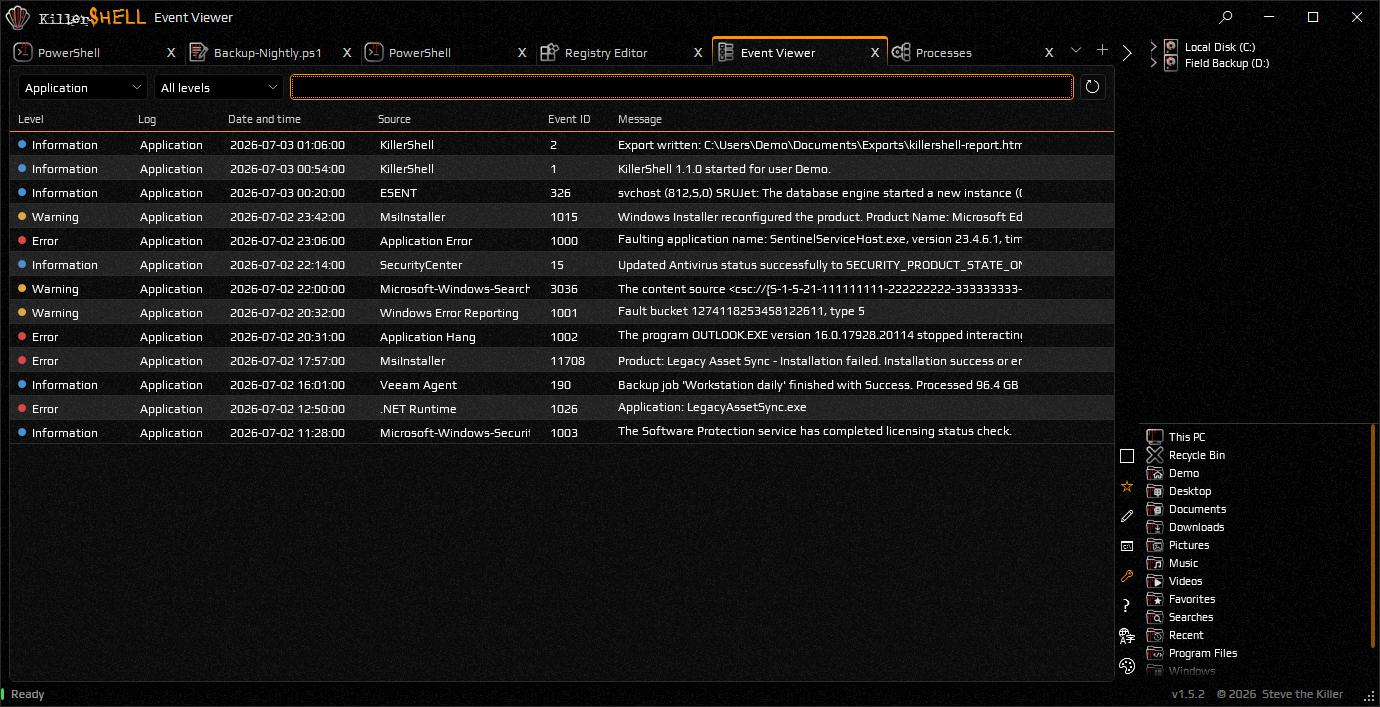 KillerSHELL Event Viewer
PowerShell X Backup-Nightly.ps1 X PowerShell X Registry Editor X Event Viewer X Processes X
Local Disk (C:)
Field Backup (D:)
Application All levels
Level Log Date and time Source Event ID Message
Information Application 2026-07-03 01:06:00 KillerShell 2 Export written: C:\Users\Demo\Documents\Exports\killershell-report.htm
Information Application 2026-07-03 00:54:00 KillerShell 1 KillerShell 1.1.0 started for user Demo.
Information Application 2026-07-03 00:20:00 ESENT 326 svchost (812,5,0) SRUJet: The database engine started a new instance (
Warning Application 2026-07-02 23:42:00 MsiInstaller 1015 Windows Installer reconfigured the product. Product Name: Microsoft Ed
Error Application 2026-07-02 23:06:00 Application Error 1000 Faulting application name: SentinelServiceHost.exe, version 23.4.6.1, tim
Information Application 2026-07-02 22:14:00 SecurityCenter 15 Updated Antivirus status successfully to SECURITY_PRODUCT_STATE_ON
Warning Application 2026-07-02 22:00:00 Microsoft-Windows-Search 3036 The content source <csc://{S-1-5-21-111111111-222222222-333333333-
Warning Application 2026-07-02 20:32:00 Windows Error Reporting 1001 Fault bucket 1274118253458122611, type 5
Error Application 2026-07-02 20:31:00 Application Hang 1002 The program OUTLOOK.EXE version 16.0.17928.20114 stopped interacting
Error Application 2026-07-02 17:57:00 MsiInstaller 11708 Product: Legacy Asset Sync - Installation failed. Installation success or er
Information Application 2026-07-02 16:01:00 Veeam Agent 190 Backup job 'Workstation daily' finished with Success. Processed 96.4 GB
Error Application 2026-07-02 12:50:00 .NET Runtime 1026 Application: LegacyAssetSync.exe
Information Application 2026-07-02 11:28:00 Microsoft-Windows-Securit 1003 The Software Protection service has completed licensing status check.
This PC
Recycle Bin
Demo
Desktop
Documents
Downloads
Pictures
Music
Videos
Favorites
Searches
Recent
Program Files
Windows
Ready v1.5.2 © 2026 Steve the Killer